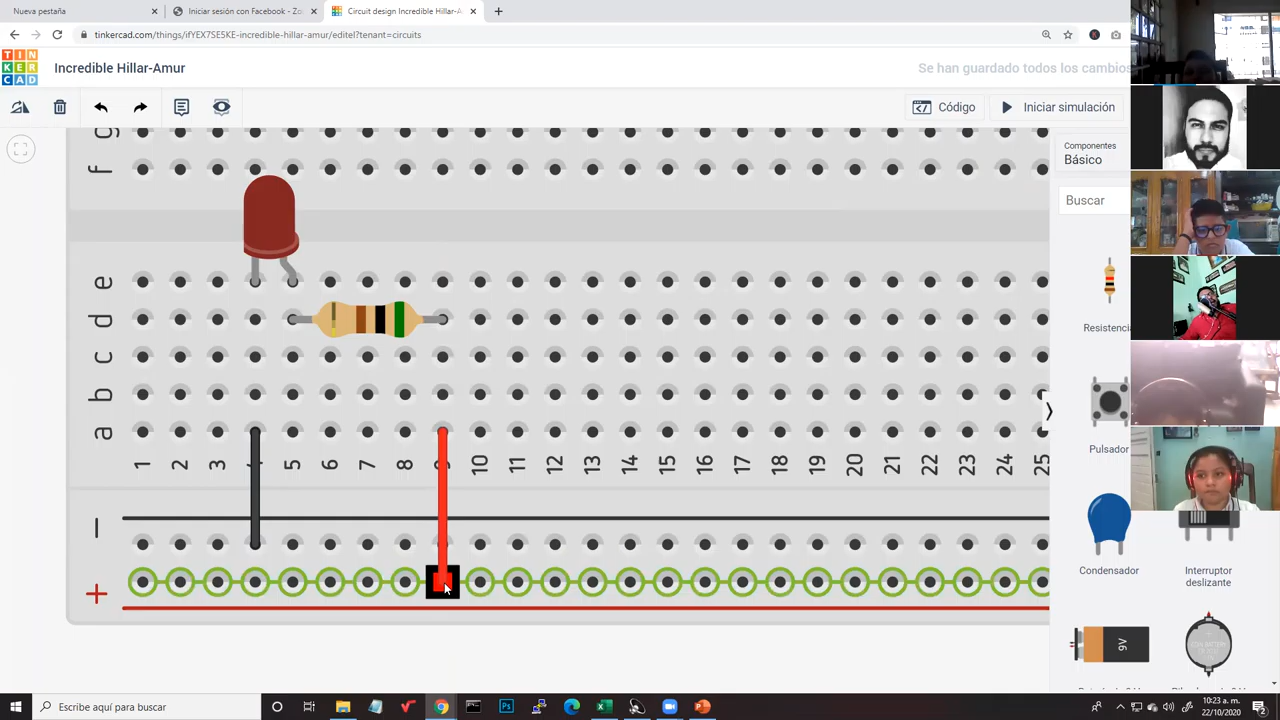 Nueva pestaña
Iniciar sesión con Facebook - Zo
Circuit design Incredible Hillar-A
tinkercad.com/things/ifYEX7SE5KE-incredible-hillar-amur/editel?tenant=circuits
TIN
KER
CAD
Incredible Hillar-Amur
Se han guardado todos los cambios
Código
Iniciar simulación
Componentes
Básico
Buscar
Resistencia
Pulsador
Condensador
Interruptor
deslizante
9V
g
f
e
d
c
b
a
1 2 3 4 5 6 7 8 9 10 11 12 13 14 15 16 17 18 19 20 21 22 23 24 25
+
Escribe aquí para buscar
10:23 a. m.
22/10/2020
2